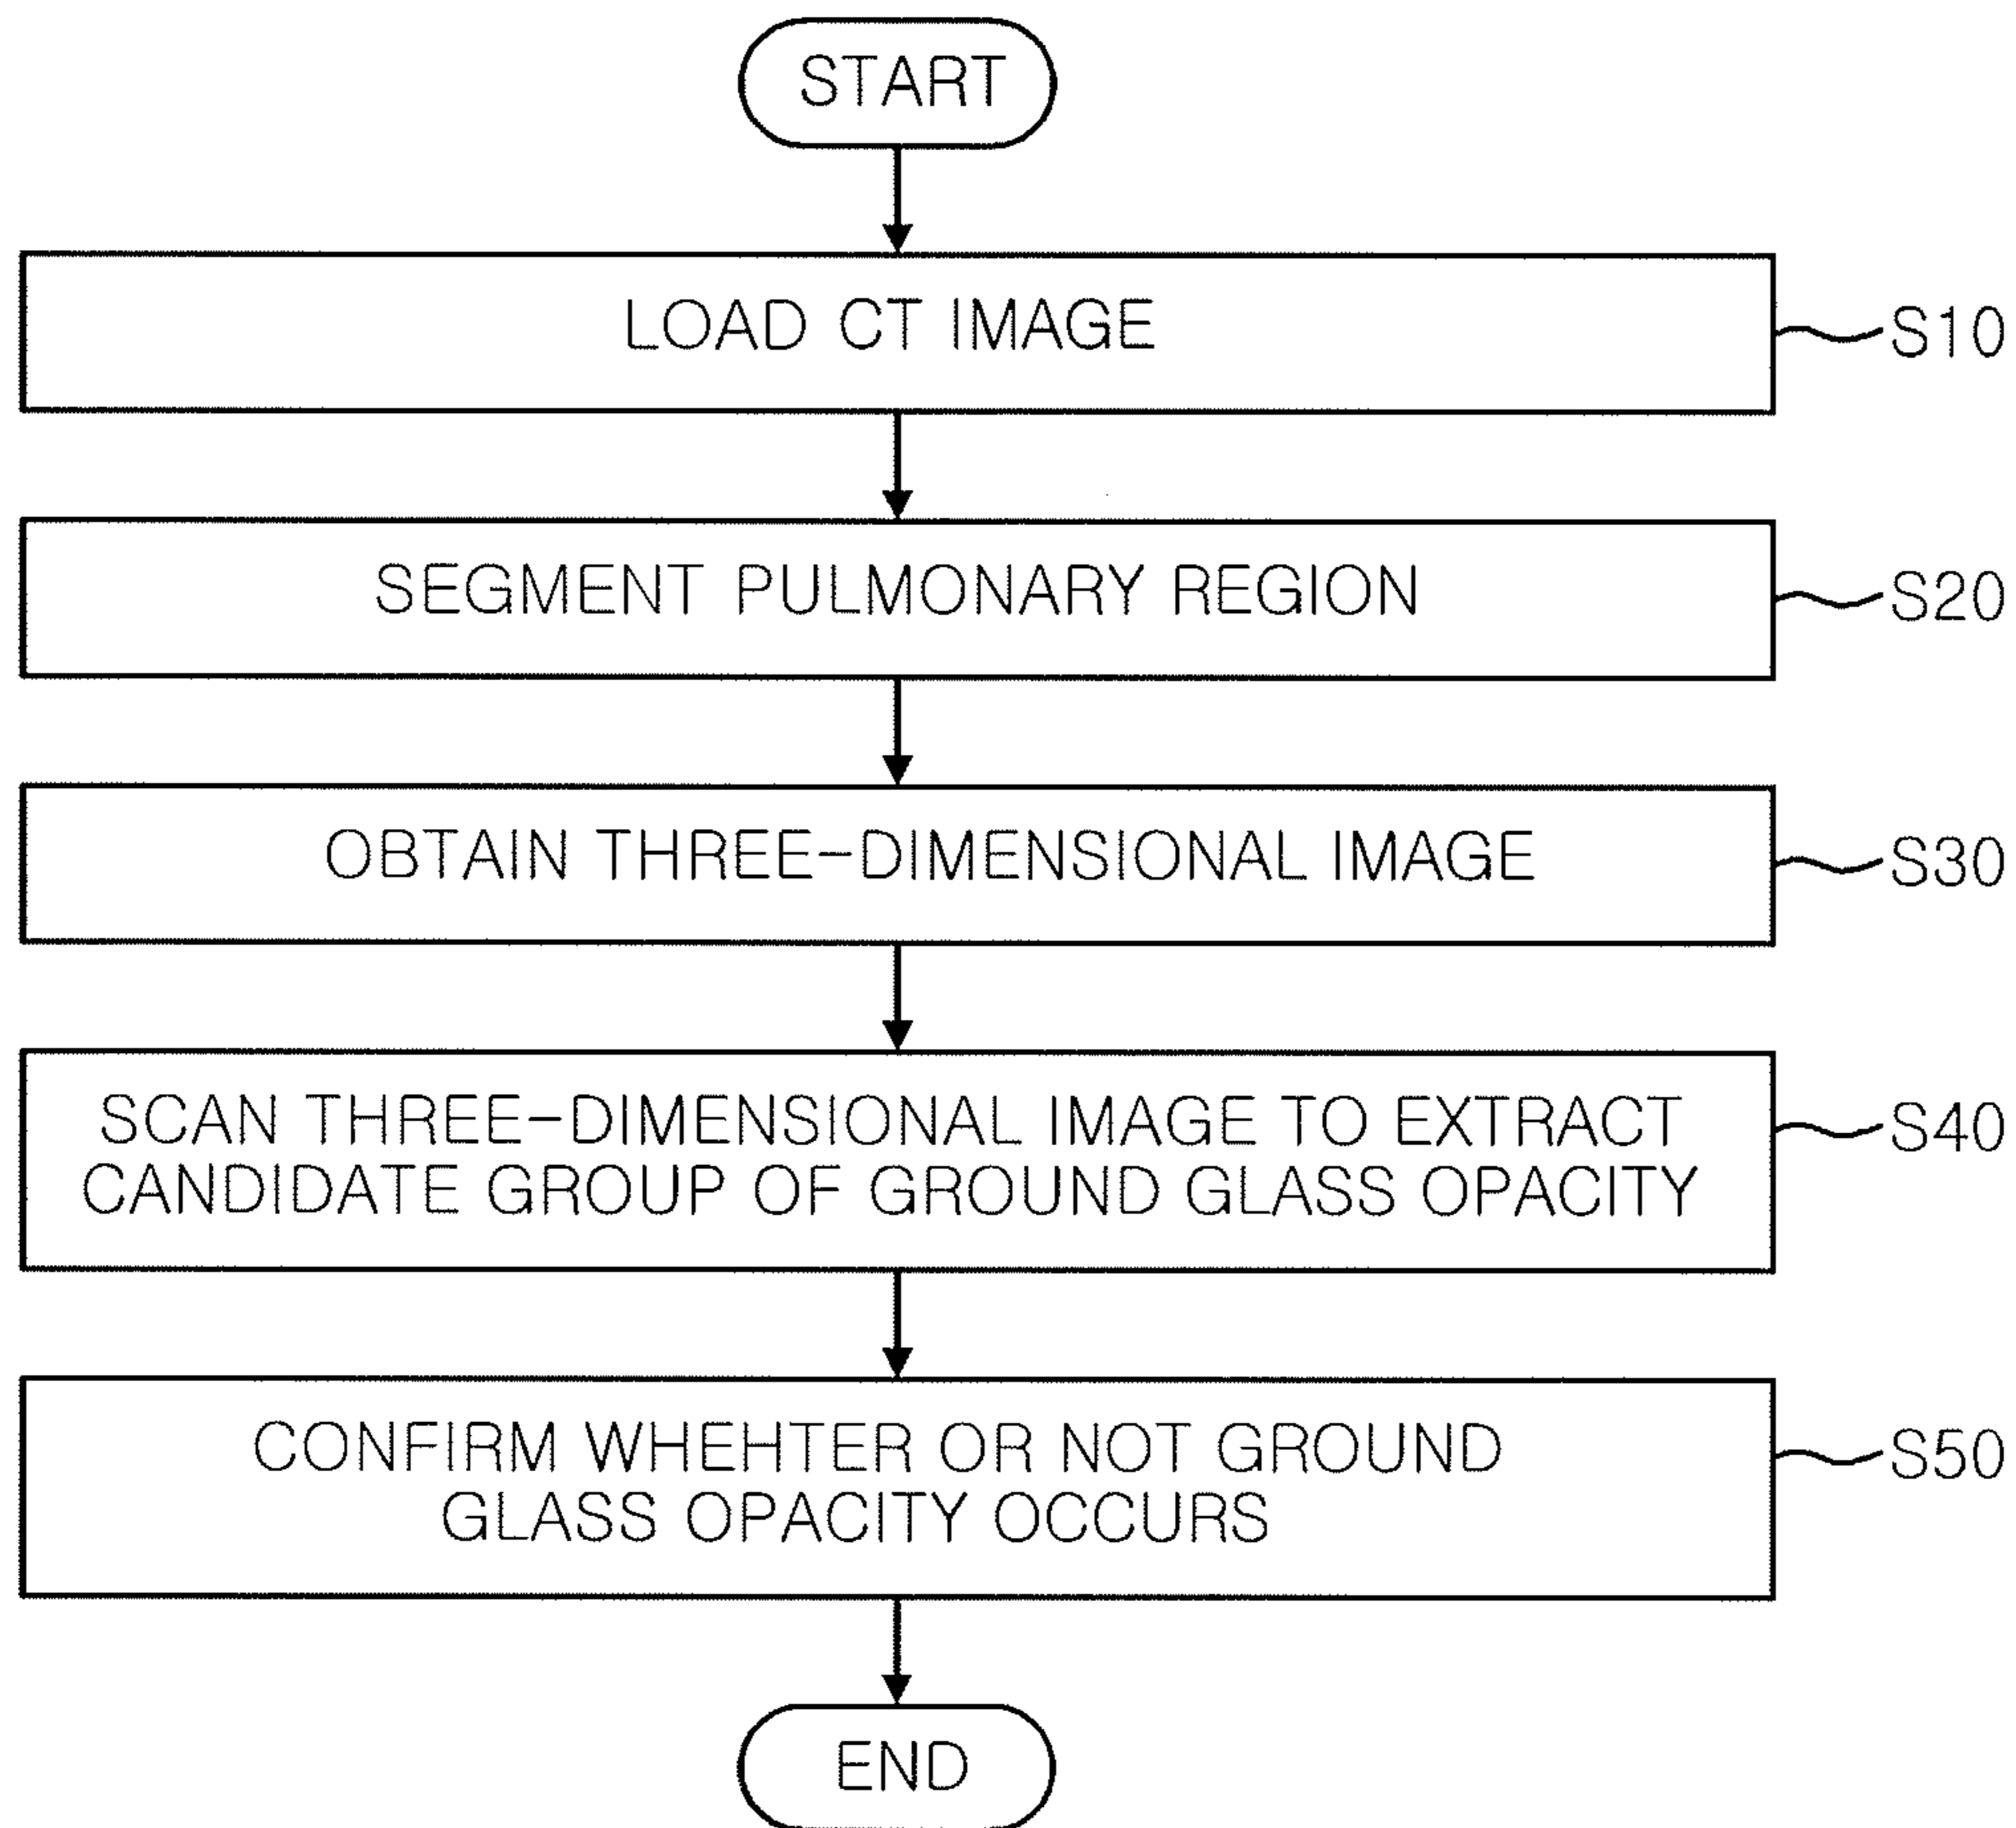 START
LOAD CT IMAGE
S10
SEGMENT PULMONARY REGION
S20
OBTAIN THREE-DIMENSIONAL IMAGE
S30
SCAN THREE-DIMENSIONAL IMAGE TO EXTRACT
CANDIDATE GROUP OF GROUND GLASS OPACITY
S40
CONFIRM WHEHTER OR NOT GROUND
GLASS OPACITY OCCURS
S50
END